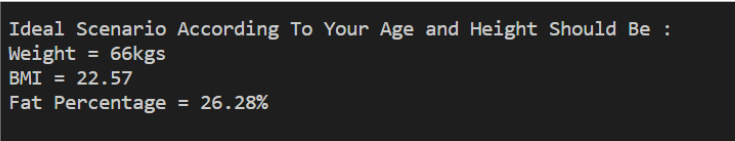 Ideal Scenario According To Your Age and Height Should Be :
Weight = 66kgs
BMI = 22.57
Fat Percentage = 26.28%